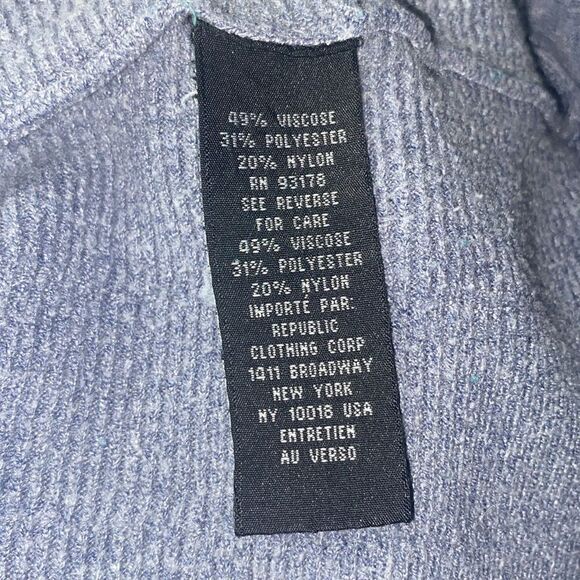 49% VISCOSE
31% POLYESTER
20% NYLON
RN 93178
SEE REVERSE
FOR CARE
49% VISCOSE
31% POLYESTER
20% NYLON
IMPORTÉ PAR:
REPUBLIC
CLOTHING CORP
1411 BROADWAY
NEW YORK
NY 10018 USA
ENTRETIEN
AU VERSO